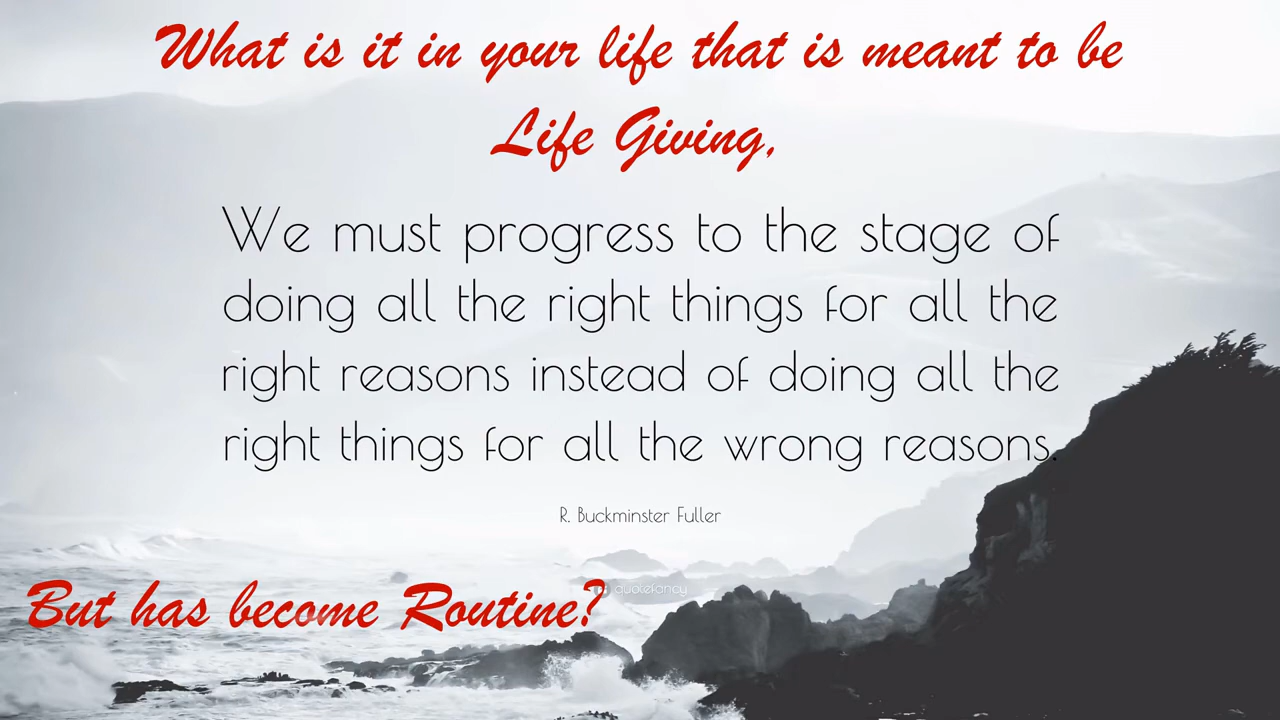 What is it in your life that is meant to be
Life Giving,
We must progress to the stage of
doing all the right things for all the
right reasons instead of doing all the
right things for all the wrong reasons.
R. Buckminster Fuller
quotefancy
But has become Routine?